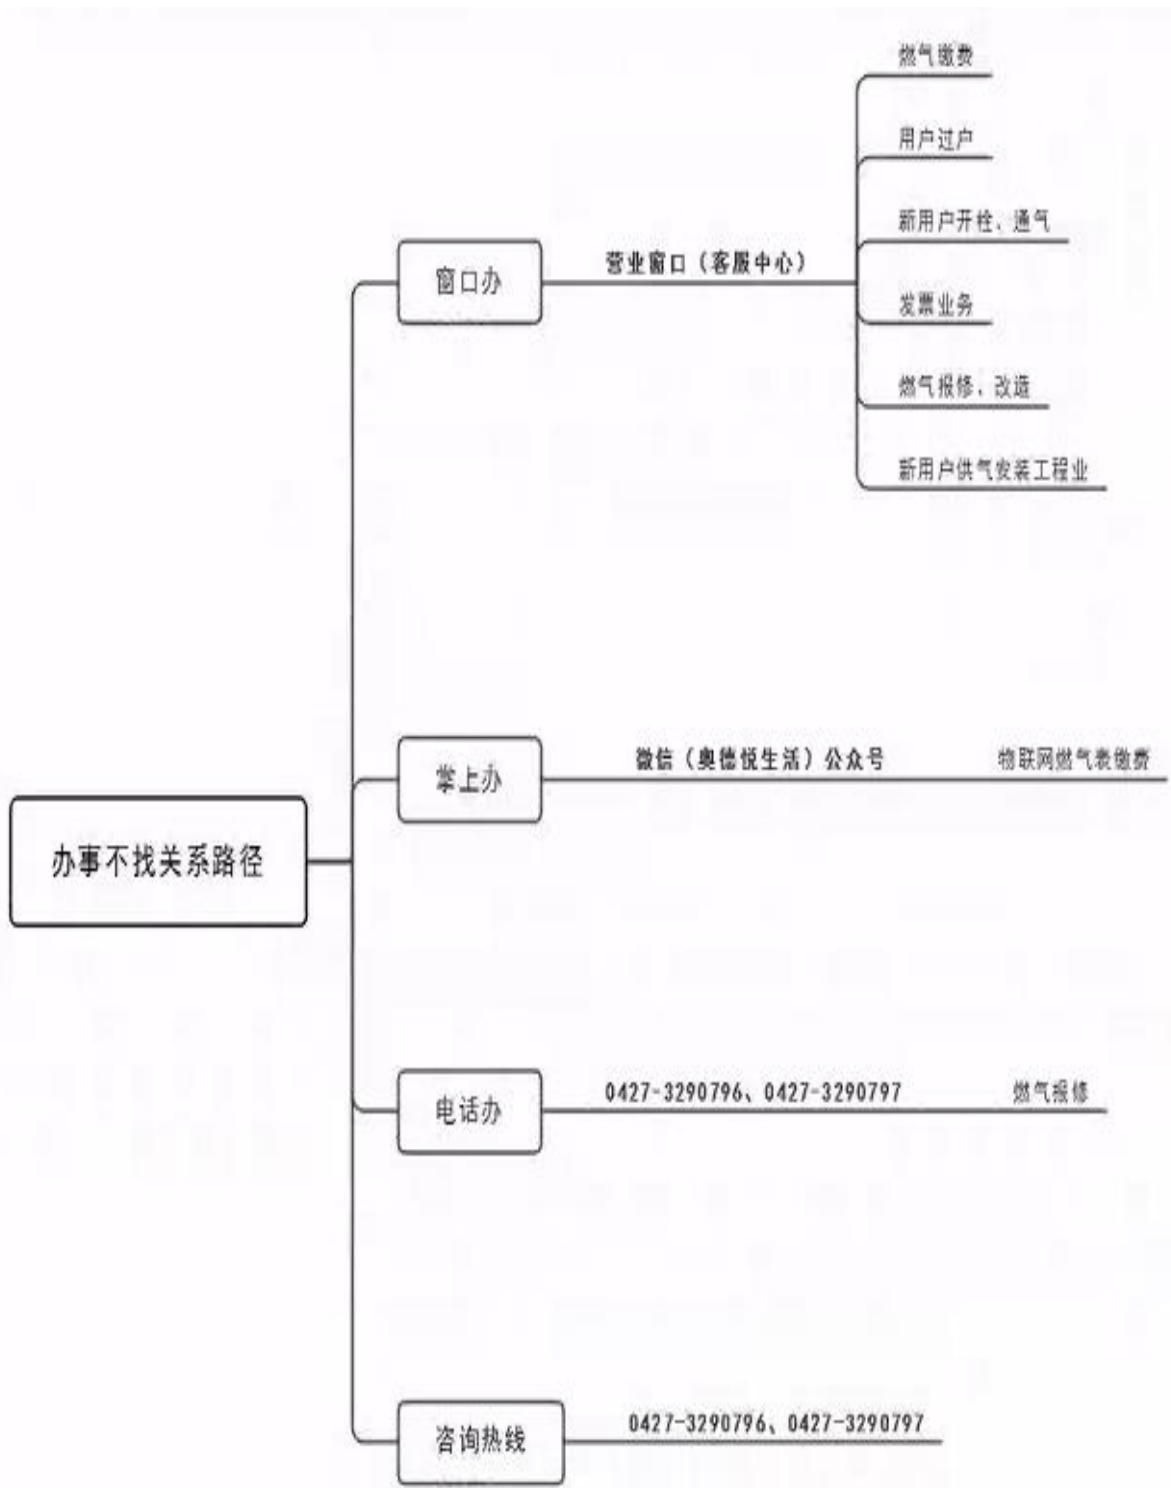 燃气缴费
用户过户
新用户开栓、通气
营业窗口（客服中心）
窗口办
发票业务
燃气报修、改造
新用户供气安装工程业
掌上办
微信（奥德悦生活）公众号
物联网燃气表缴费
办事不找关系路径
电话办
0427-3290796、0427-3290797
燃气报修
咨询热线
0427-3290796、0427-3290797